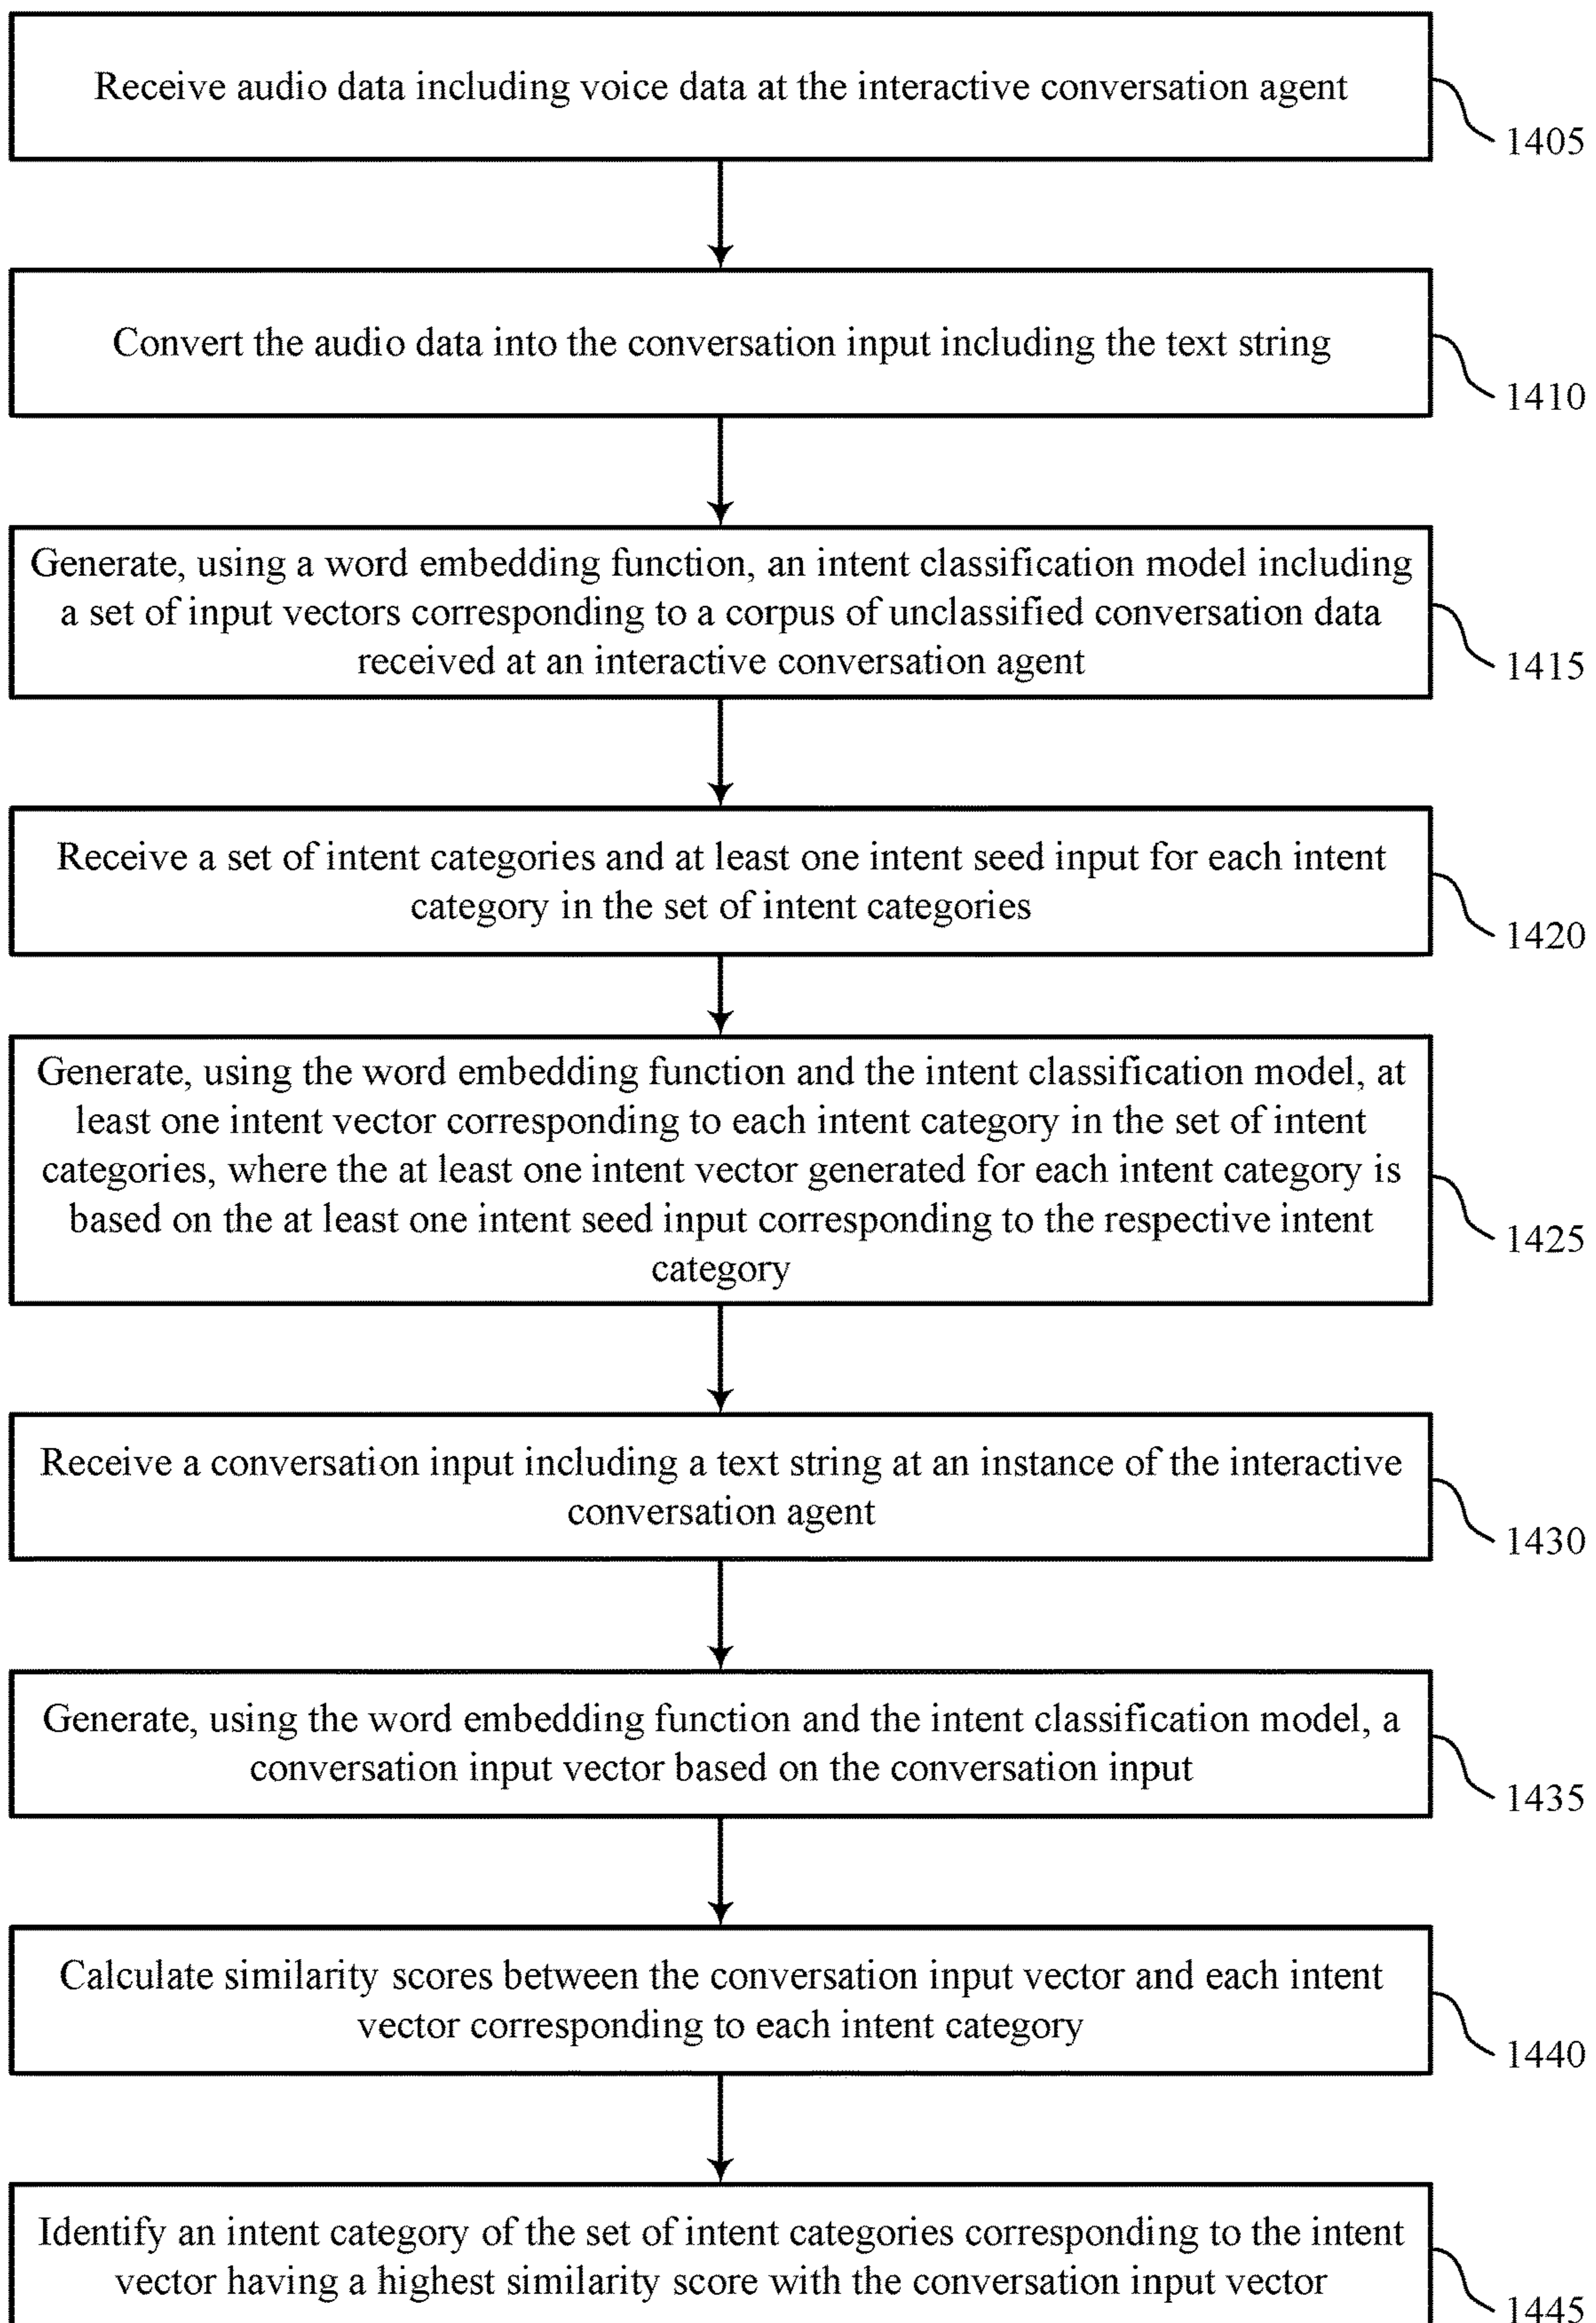 Receive audio data including voice data at the interactive conversation agent
1405
Convert the audio data into the conversation input including the text string
1410
Generate, using a word embedding function, an intent classification model including
a set of input vectors corresponding to a corpus of unclassified conversation data
received at an interactive conversation agent
1415
Receive a set of intent categories and at least one intent seed input for each intent
category in the set of intent categories
1420
Generate, using the word embedding function and the intent classification model, at
least one intent vector corresponding to each intent category in the set of intent
categories, where the at least one intent vector generated for each intent category is
based on the at least one intent seed input corresponding to the respective intent
category
1425
Receive a conversation input including a text string at an instance of the interactive
conversation agent
1430
Generate, using the word embedding function and the intent classification model, a
conversation input vector based on the conversation input
1435
Calculate similarity scores between the conversation input vector and each intent
vector corresponding to each intent category
1440
Identify an intent category of the set of intent categories corresponding to the intent
vector having a highest similarity score with the conversation input vector
1445